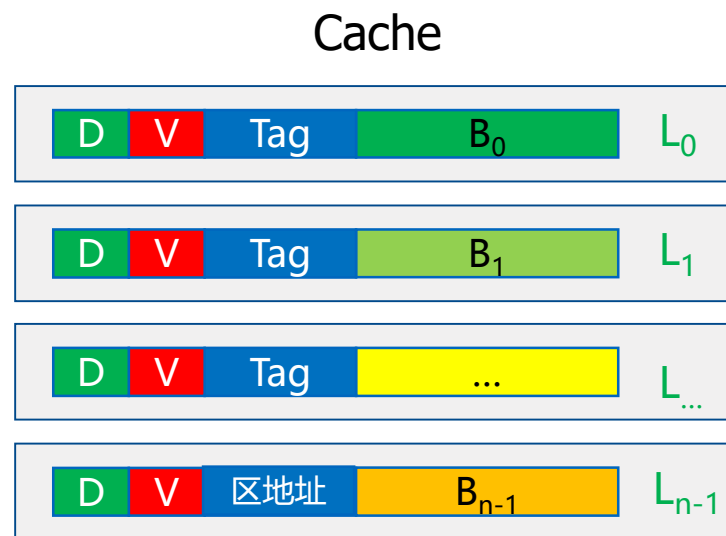 Cache
D V Tag B₀ L₀
D V Tag B₁ L₁
D V Tag ... L...
D V 区地址 Bₙ₋₁ Lₙ₋₁